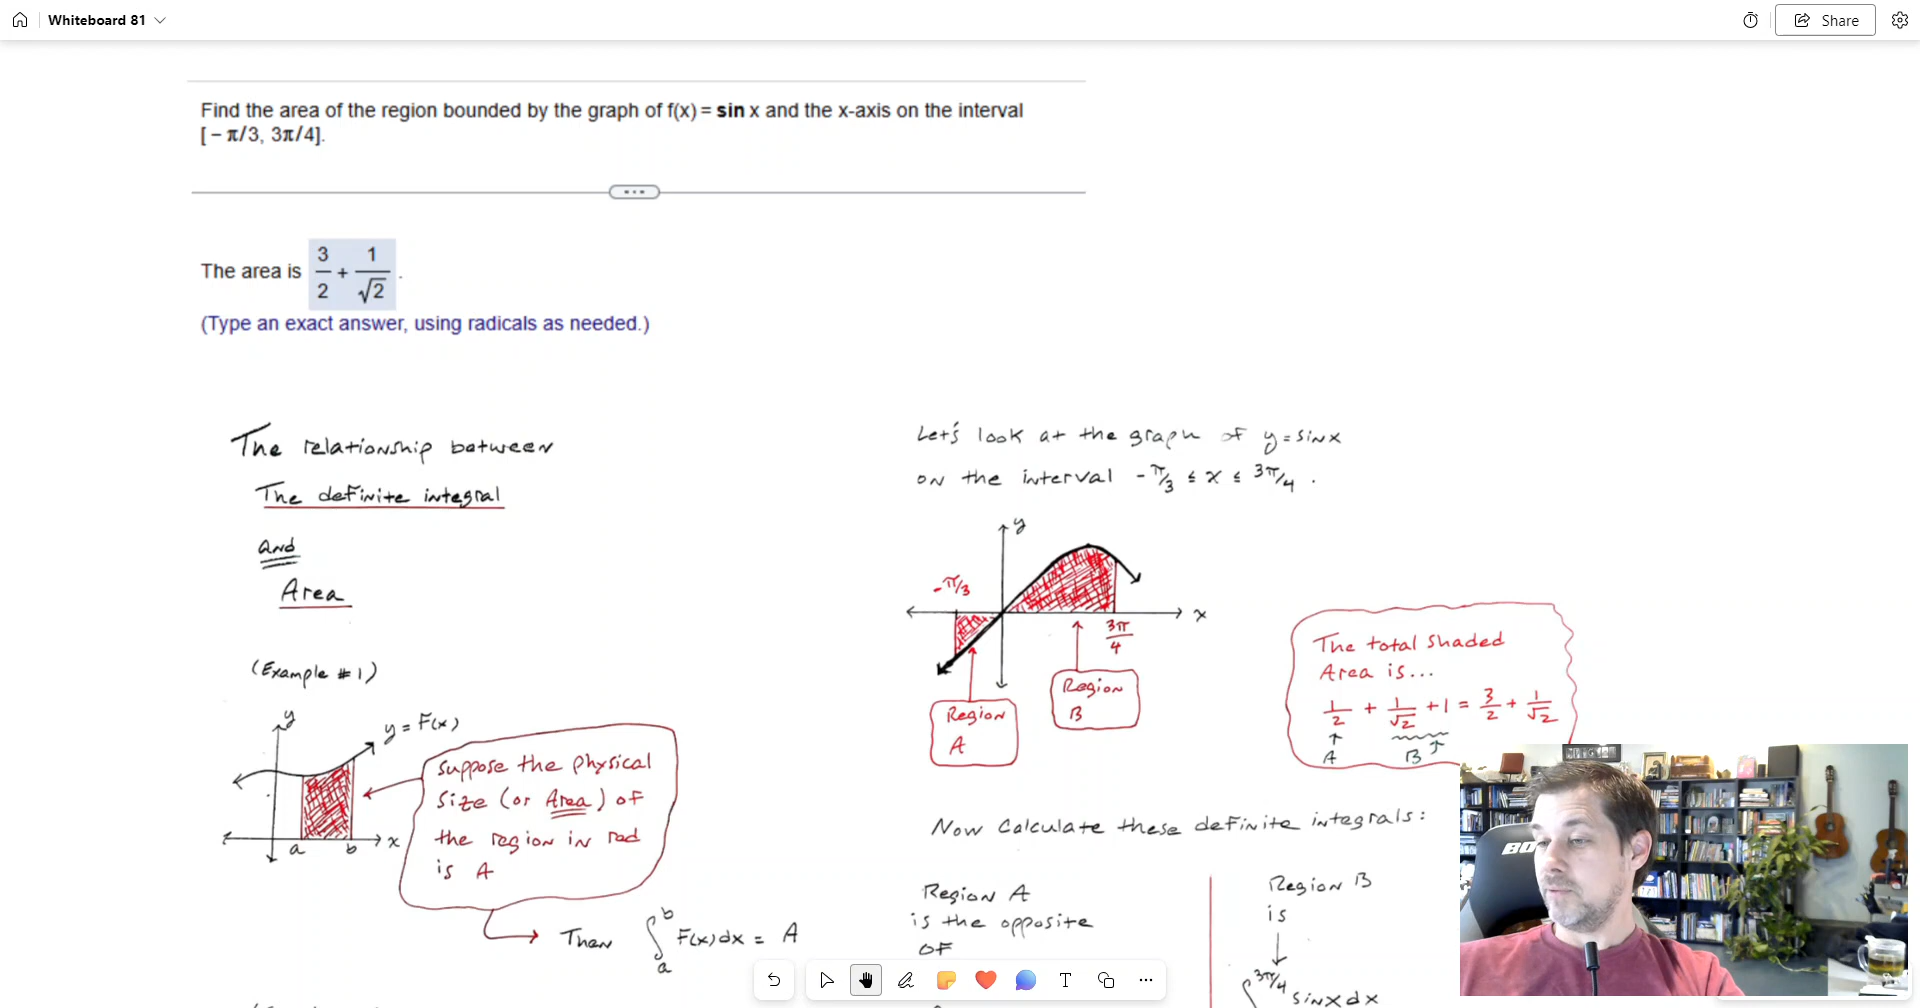 Whiteboard 81
Share
Find the area of the region bounded by the graph of f(x) = sin x and the x-axis on the interval
[ − π/3, 3π/4].
The area is 3/2 + 1/√2 .
(Type an exact answer, using radicals as needed.)
The relationship between
The definite integral
and
Area
(Example #1)
y
y = F(x)
x
a
b
suppose the physical
size (or Area) of
the region in red
is A
Then ∫_a^b F(x)dx = A
Let's look at the graph of y = sin x
on the interval -π/3 ≤ x ≤ 3π/4 .
y
-π/3
x
3π/4
Region
A
Region
B
The total shaded
Area is...
1/2 + 1/√2 + 1 = 3/2 + 1/√2
A
B
Now calculate these definite integrals:
Region A
is the opposite
of
Region B
is
∫^3π/4 sin x dx
BO
T